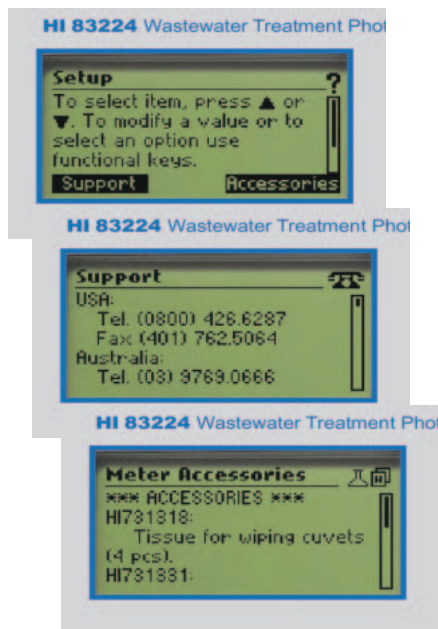 HI 83224 Wastewater Treatment Phot
Setup
?
To select item, press ▲ or
▼. To modify a value or to
select an option use
functional keys.
Support Accessories
HI 83224 Wastewater Treatment Phot
Support
USA:
Tel. (0800) 426.6287
Fax (401) 762.5064
Australia:
Tel. (03) 9769.0666
HI 83224 Wastewater Treatment Phot
Meter Accessories
*** ACCESSORIES ***
HI731318:
Tissue for wiping cuvets
(4 pcs).
HI731331: